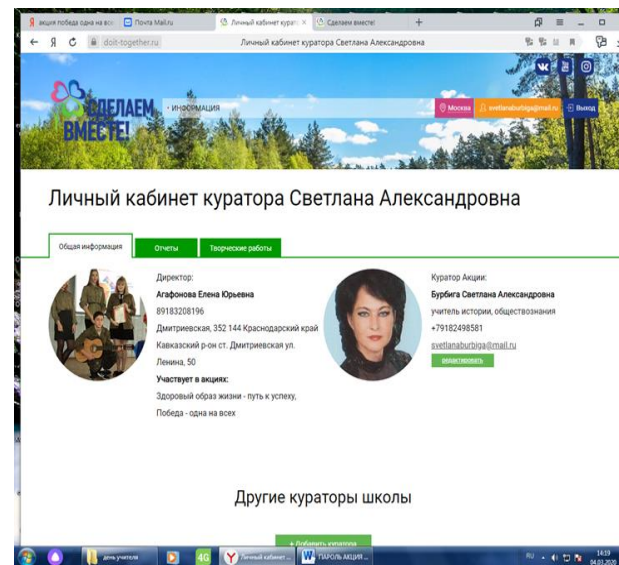 акция победа одна на все
Почта Mail.ru
Личный кабинет курато
Сделаем вместе!
doit-together.ru
Личный кабинет куратора Светлана Александровна
СДЕЛАЕМ
ВМЕСТЕ!
ИНФОРМАЦИЯ
Москва
svetlanaburbiga@mail.ru
Выход
Личный кабинет куратора Светлана Александровна
Общая информация
Отчеты
Творческие работы
Директор:
Агафонова Елена Юрьевна
89183208196
Дмитриевская, 352 144 Краснодарский край
Кавказский р-он ст. Дмитриевская ул.
Ленина, 50
Участвует в акциях:
Здоровый образ жизни - путь к успеху,
Победа - одна на всех
Куратор Акции:
Бурбига Светлана Александровна
учитель истории, обществознания
+79182498581
svetlanaburbiga@mail.ru
редактировать
Другие кураторы школы
+ Добавить куратора
день учителя
4G
Личный кабинет ...
ПАРОЛЬ АКЦИЯ ...
RU
14:19
04.03.2020